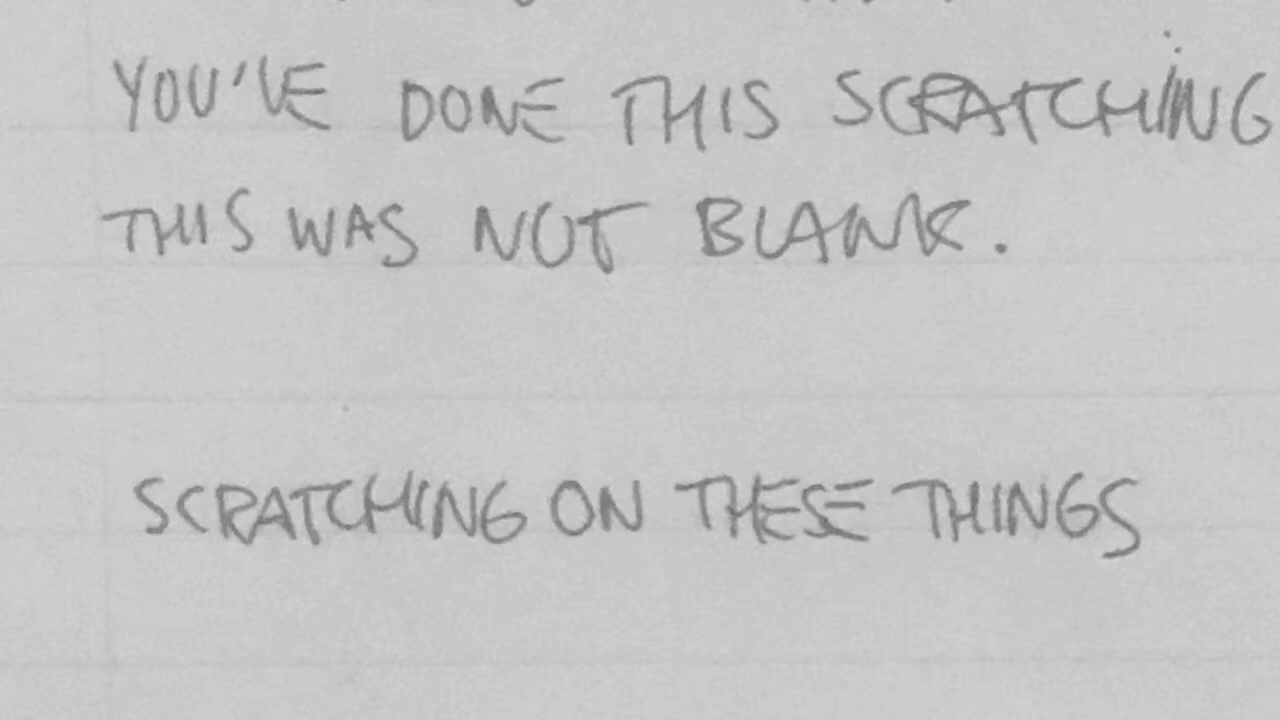 YOU'VE DONE THIS SCRATCHING
THIS WAS NOT BLANK.
SCRATCHING ON THESE THINGS